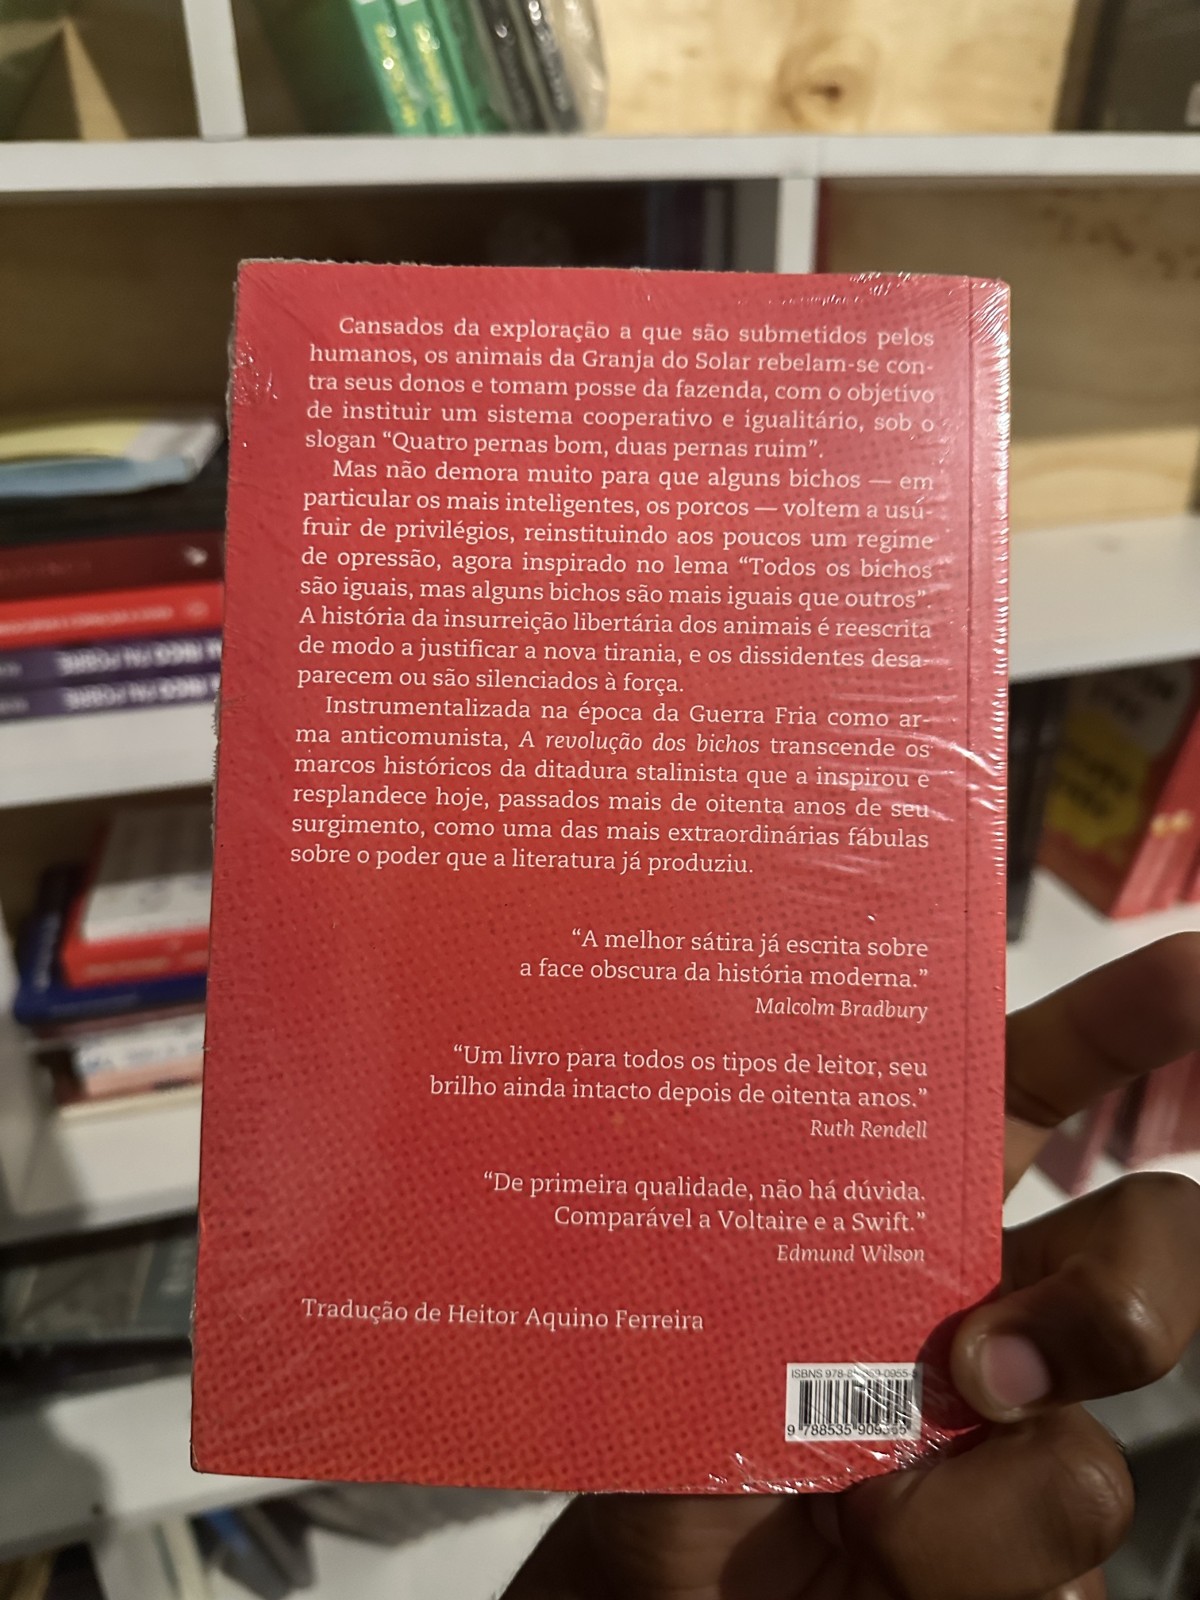 Cansados da exploração a que são submetidos pelos
humanos, os animais da Granja do Solar rebelam-se con-
tra seus donos e tomam posse da fazenda, com o objetivo
de instituir um sistema cooperativo e igualitário, sob o
slogan “Quatro pernas bom, duas pernas ruim”.
Mas não demora muito para que alguns bichos — em
particular os mais inteligentes, os porcos — voltem a usu-
fruir de privilégios, reinstituindo aos poucos um regime
de opressão, agora inspirado no lema “Todos os bichos
são iguais, mas alguns bichos são mais iguais que outros”.
A história da insurreição libertária dos animais é reescrita
de modo a justificar a nova tirania, e os dissidentes desa-
parecem ou são silenciados à força.
Instrumentalizada na época da Guerra Fria como ar-
ma anticomunista, A revolução dos bichos transcende os
marcos históricos da ditadura stalinista que a inspirou e
resplandece hoje, passados mais de oitenta anos de seu
surgimento, como uma das mais extraordinárias fábulas
sobre o poder que a literatura já produziu.
“A melhor sátira já escrita sobre
a face obscura da história moderna.”
Malcolm Bradbury
“Um livro para todos os tipos de leitor, seu
brilho ainda intacto depois de oitenta anos.”
Ruth Rendell
“De primeira qualidade, não há dúvida.
Comparável a Voltaire e a Swift.”
Edmund Wilson
Tradução de Heitor Aquino Ferreira
ISBNS
9 788535